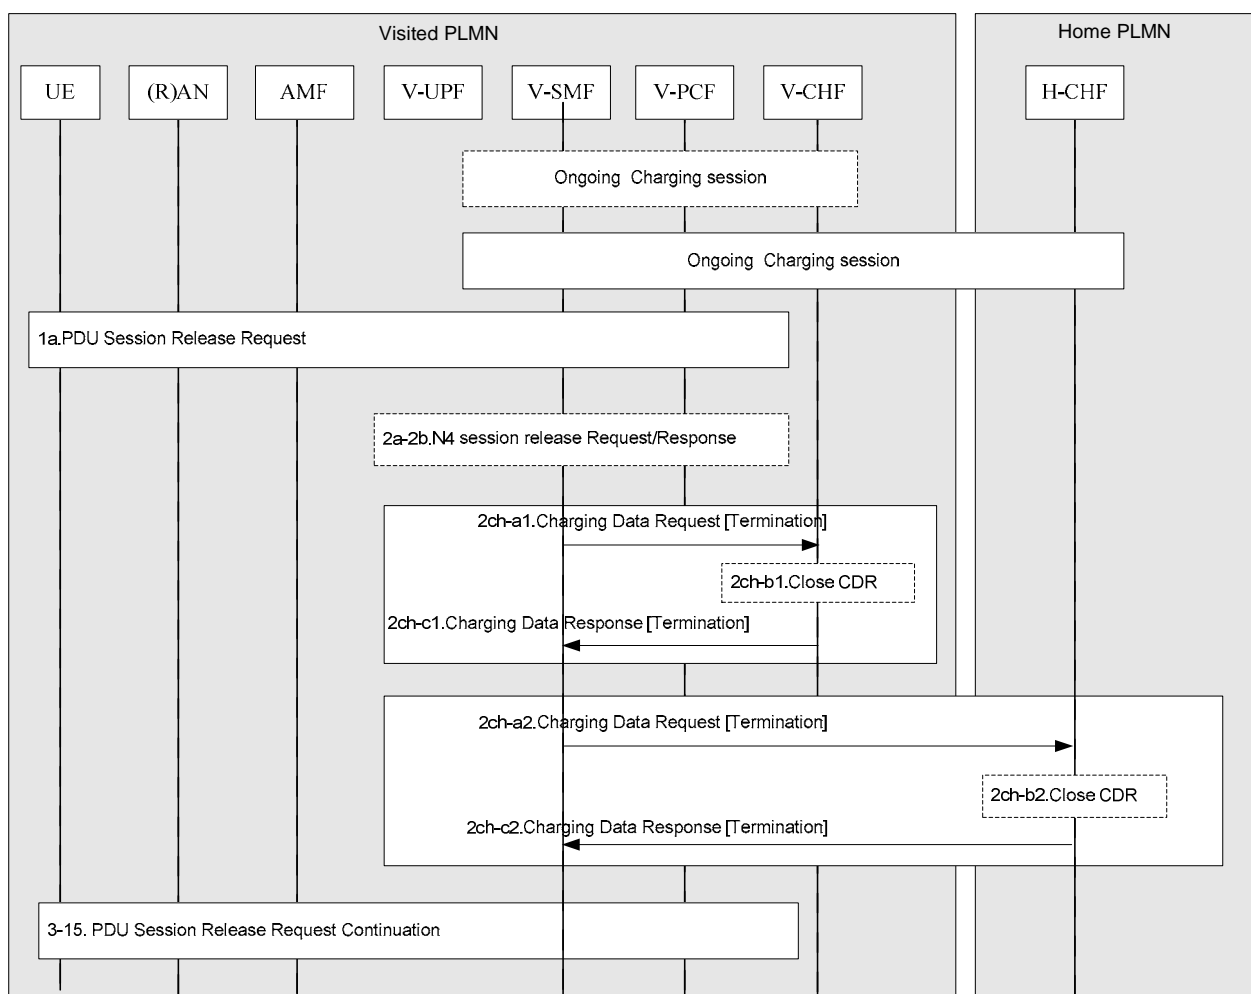 Visited PLMN
Home PLMN
UE
(R)AN
AMF
V-UPF
V-SMF
V-PCF
V-CHF
H-CHF
Ongoing Charging session
Ongoing Charging session
1a.PDU Session Release Request
2a-2b.N4 session release Request/Response
2ch-a1.Charging Data Request [Termination]
2ch-b1.Close CDR
2ch-c1.Charging Data Response [Termination]
2ch-a2.Charging Data Request [Termination]
2ch-b2.Close CDR
2ch-c2.Charging Data Response [Termination]
3-15. PDU Session Release Request Continuation